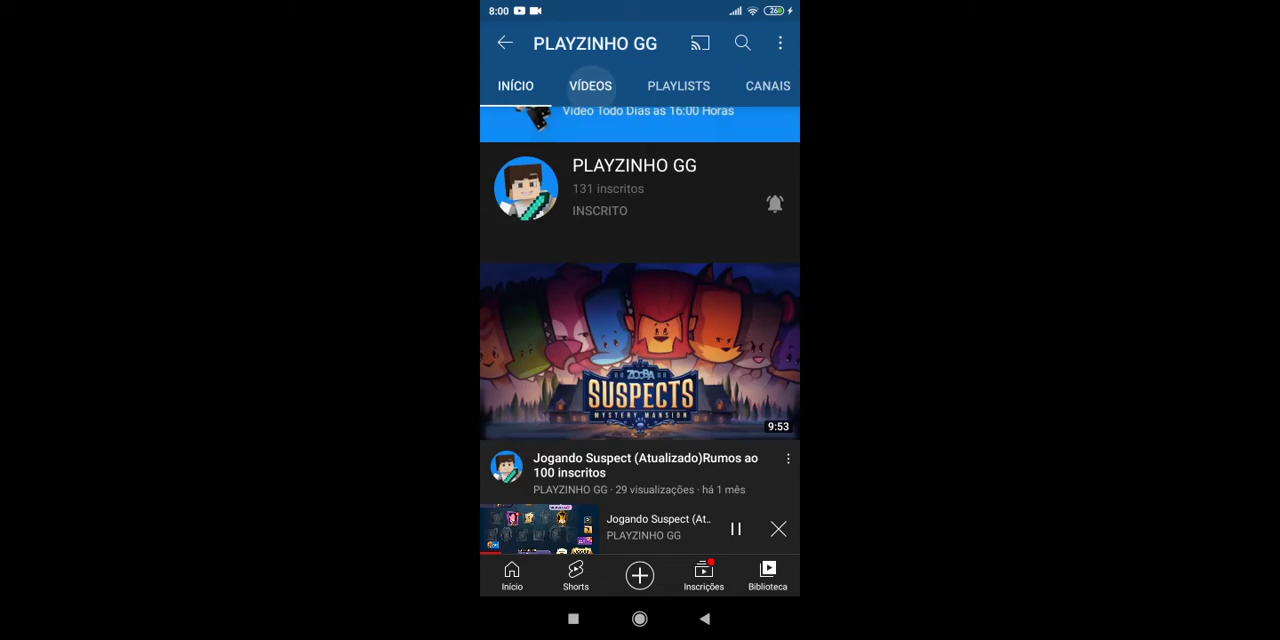 8:00
26
PLAYZINHO GG
INÍCIO VÍDEOS PLAYLISTS CANAIS
Vídeo Todo Dias as 16:00 Horas
PLAYZINHO GG
131 inscritos
INSCRITO
ZOOBA
SUSPECTS
MYSTERY MANSION
9:53
Jogando Suspect (Atualizado)Rumos ao
100 inscritos
PLAYZINHO GG · 29 visualizações · há 1 mês
Jogando Suspect (At..
PLAYZINHO GG
Início Shorts Inscrições Biblioteca